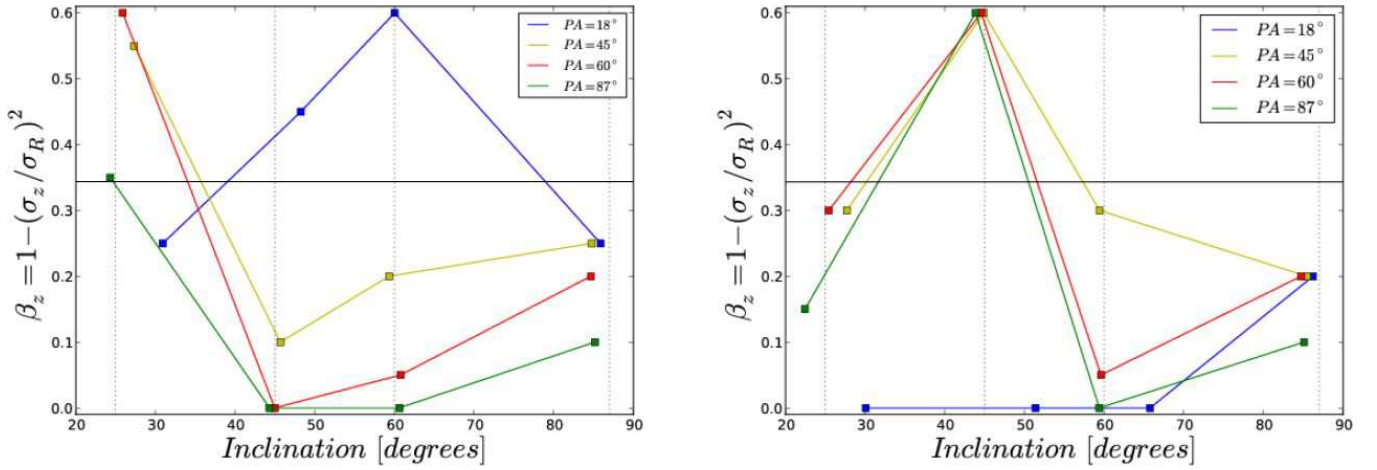 0.6
0.5
0.4
0.3
0.2
0.1
0.0
β_z = 1−(σ_z/σ_R)^2
20 30 40 50 60 70 80 90
Inclination [degrees]
PA=18°
PA=45°
PA=60°
PA=87°
0.6
0.5
0.4
0.3
0.2
0.1
0.0
β_z = 1−(σ_z/σ_R)^2
20 30 40 50 60 70 80 90
Inclination [degrees]
PA=18°
PA=45°
PA=60°
PA=87°